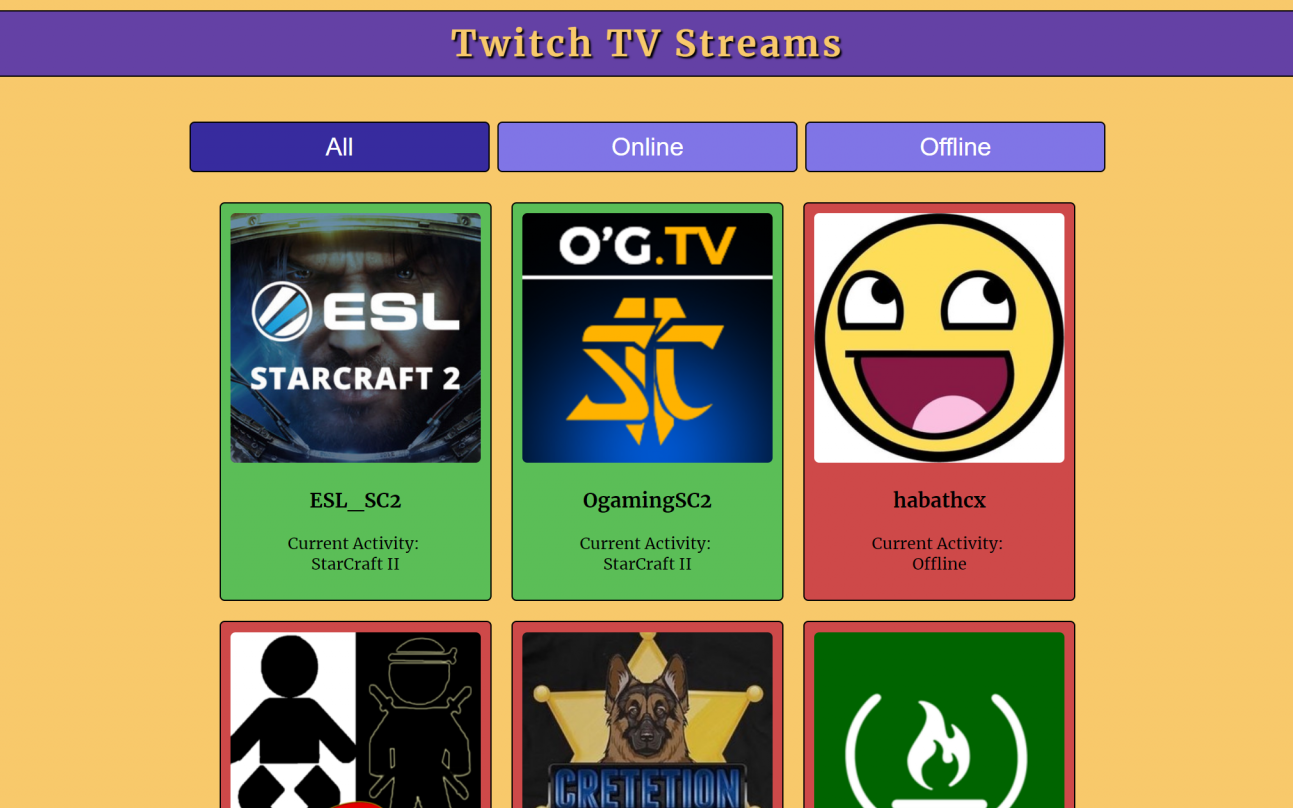 Twitch TV Streams
All
Online
Offline
ESL
STARCRAFT 2
O'G.TV
ESL_SC2
Current Activity:
StarCraft II
OgamingSC2
Current Activity:
StarCraft II
habathcx
Current Activity:
Offline
CRETETION